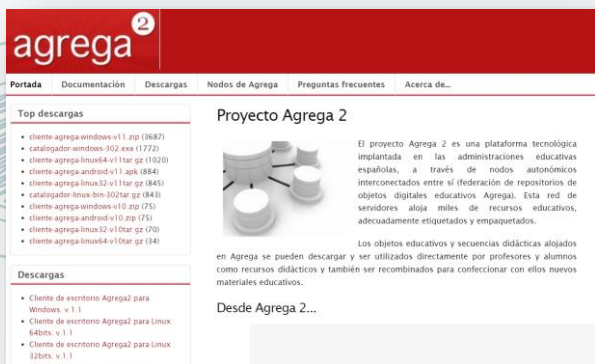 agrega 2
Portada Documentación Descargas Nodos de Agrega Preguntas frecuentes Acerca de...
Top descargas
cliente-agrega-windows-v11.zip (3687)
catalogador-windows-302.exe (1772)
cliente-agrega-linux64-v11tar.gz (1020)
cliente-agrega-android-v11.apk (884)
cliente-agrega-linux32-v11tar.gz (845)
catalogador-linux-bin-302tar.gz (843)
cliente-agrega-windows-v10.zip (75)
cliente-agrega-android-v10.zip (75)
cliente-agrega-linux32-v10tar.gz (70)
cliente-agrega-linux64-v10tar.gz (34)
Descargas
Cliente de escritorio Agrega2 para
Windows. v.1.1
Cliente de escritorio Agrega2 para Linux
64bits. v.1.1
Cliente de escritorio Agrega2 para Linux
32bits. v.1.1
Proyecto Agrega 2
El proyecto Agrega 2 es una plataforma tecnológica
implantada en las administraciones educativas
españolas, a través de nodos autonómicos
interconectados entre sí (federación de repositorios de
objetos digitales educativos Agrega). Esta red de
servidores aloja miles de recursos educativos,
adecuadamente etiquetados y empaquetados.
Los objetos educativos y secuencias didácticas alojados
en Agrega se pueden descargar y ser utilizados directamente por profesores y alumnos
como recursos didácticos y también ser recombinados para confeccionar con ellos nuevos
materiales educativos.
Desde Agrega 2...